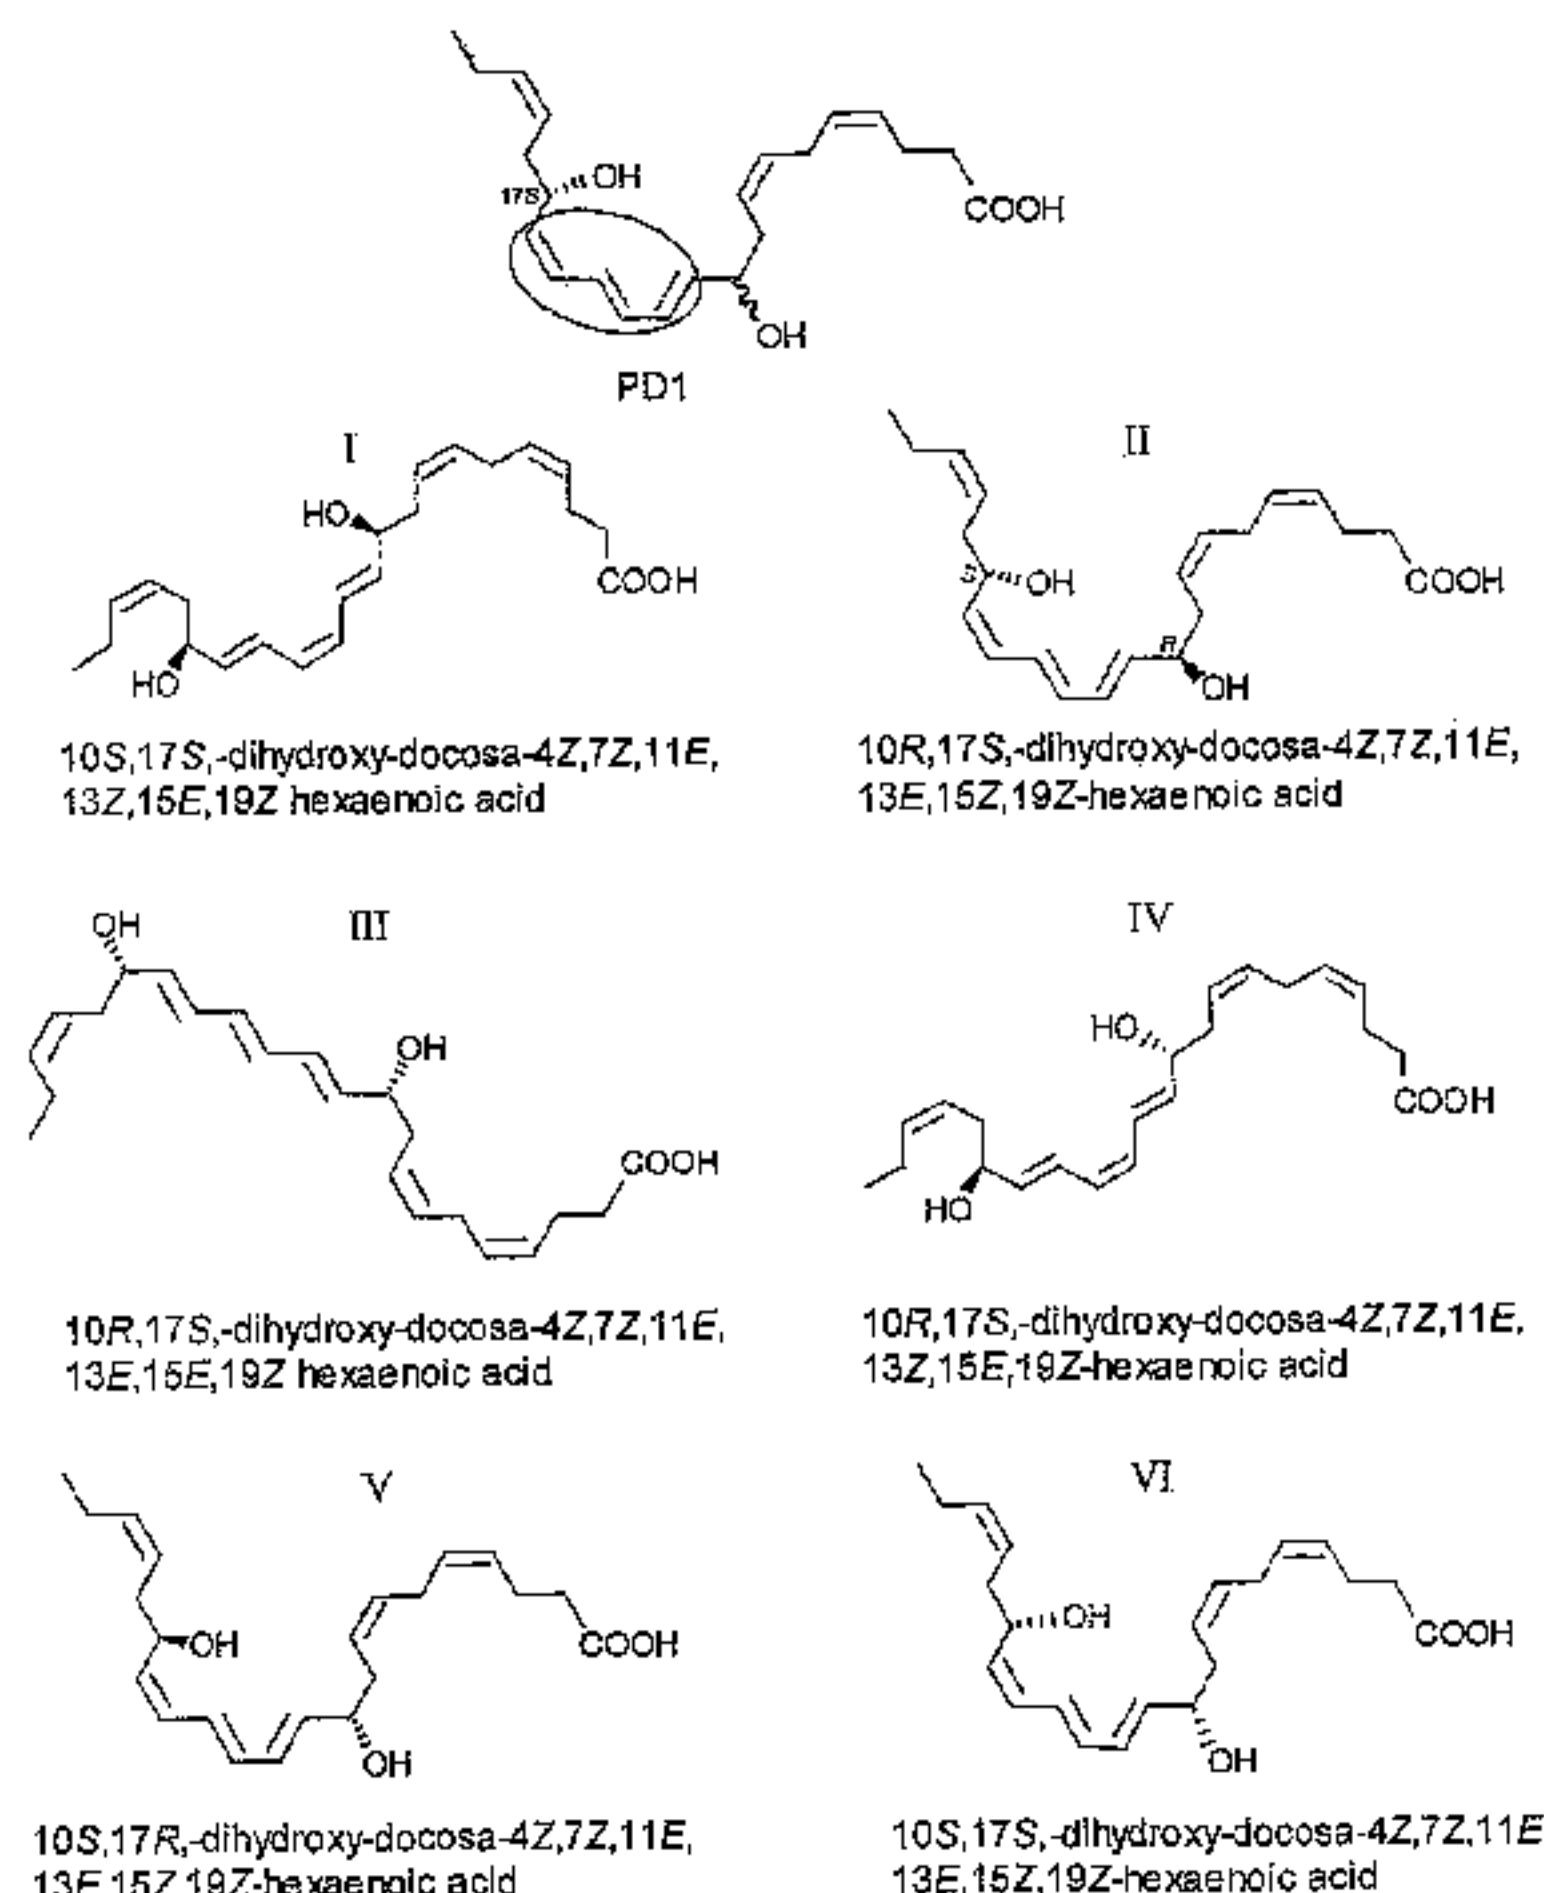 OH
17S
COOH
OH
PD1
I
II
HO
COOH
HO
S
OH
COOH
R
OH
10S,17S,-dihydroxy-docosa-4Z,7Z,11E,
13Z,15E,19Z hexaenoic acid
10R,17S,-dihydroxy-docosa-4Z,7Z,11E,
13E,15Z,19Z-hexaenoic acid
OH
III
OH
COOH
IV
HO
COOH
HO
10R,17S,-dihydroxy-docosa-4Z,7Z,11E,
13E,15E,19Z hexaenoic acid
10R,17S,-dihydroxy-docosa-4Z,7Z,11E,
13Z,15E,19Z-hexaenoic acid
V
OH
COOH
OH
VI
OH
COOH
OH
10S,17R,-dihydroxy-docosa-4Z,7Z,11E,
13E,15Z,19Z-hexaenoic acid
10S,17S,-dihydroxy-docosa-4Z,7Z,11E
13E,15Z,19Z-hexaenoic acid